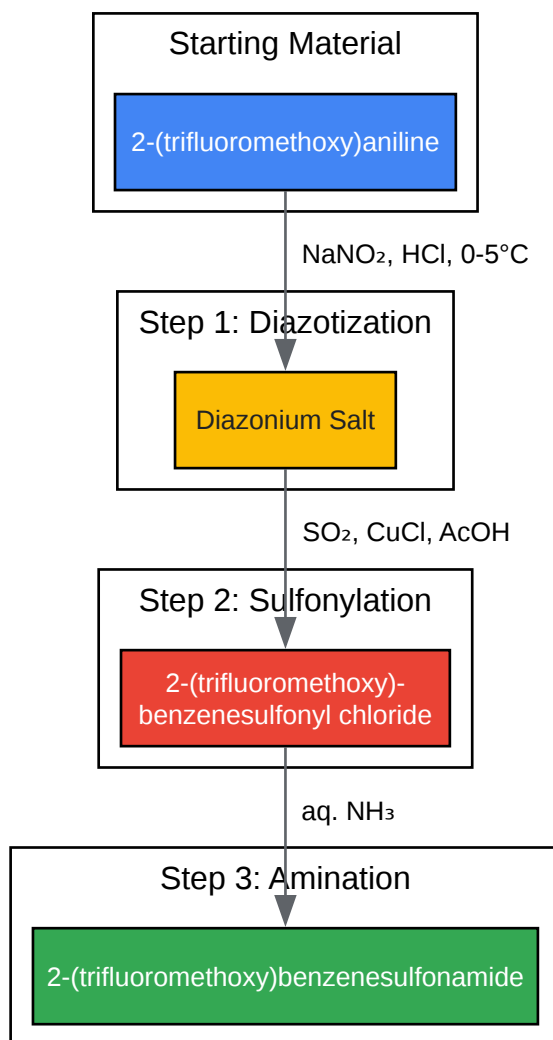 Starting Material
2-(trifluoromethoxy)aniline
NaNO₂, HCl, 0-5°C
Step 1: Diazotization
Diazonium Salt
SO₂, CuCl, AcOH
Step 2: Sulfonylation
2-(trifluoromethoxy)-
benzenesulfonyl chloride
aq. NH₃
Step 3: Amination
2-(trifluoromethoxy)benzenesulfonamide